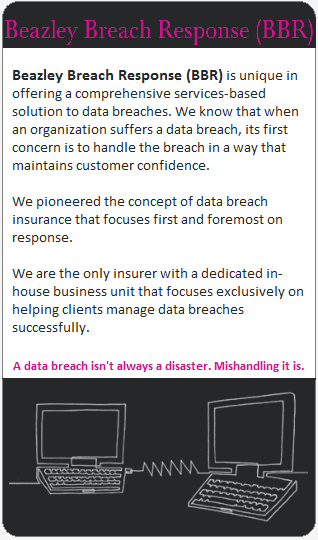 Beazley Breach Response (BBR)
Beazley Breach Response (BBR) is unique in
offering a comprehensive services-based
solution to data breaches. We know that when
an organization suffers a data breach, its first
concern is to handle the breach in a way that
maintains customer confidence.
We pioneered the concept of data breach
insurance that focuses first and foremost on
response.
We are the only insurer with a dedicated in-
house business unit that focuses exclusively on
helping clients manage data breaches
successfully.
A data breach isn't always a disaster. Mishandling it is.